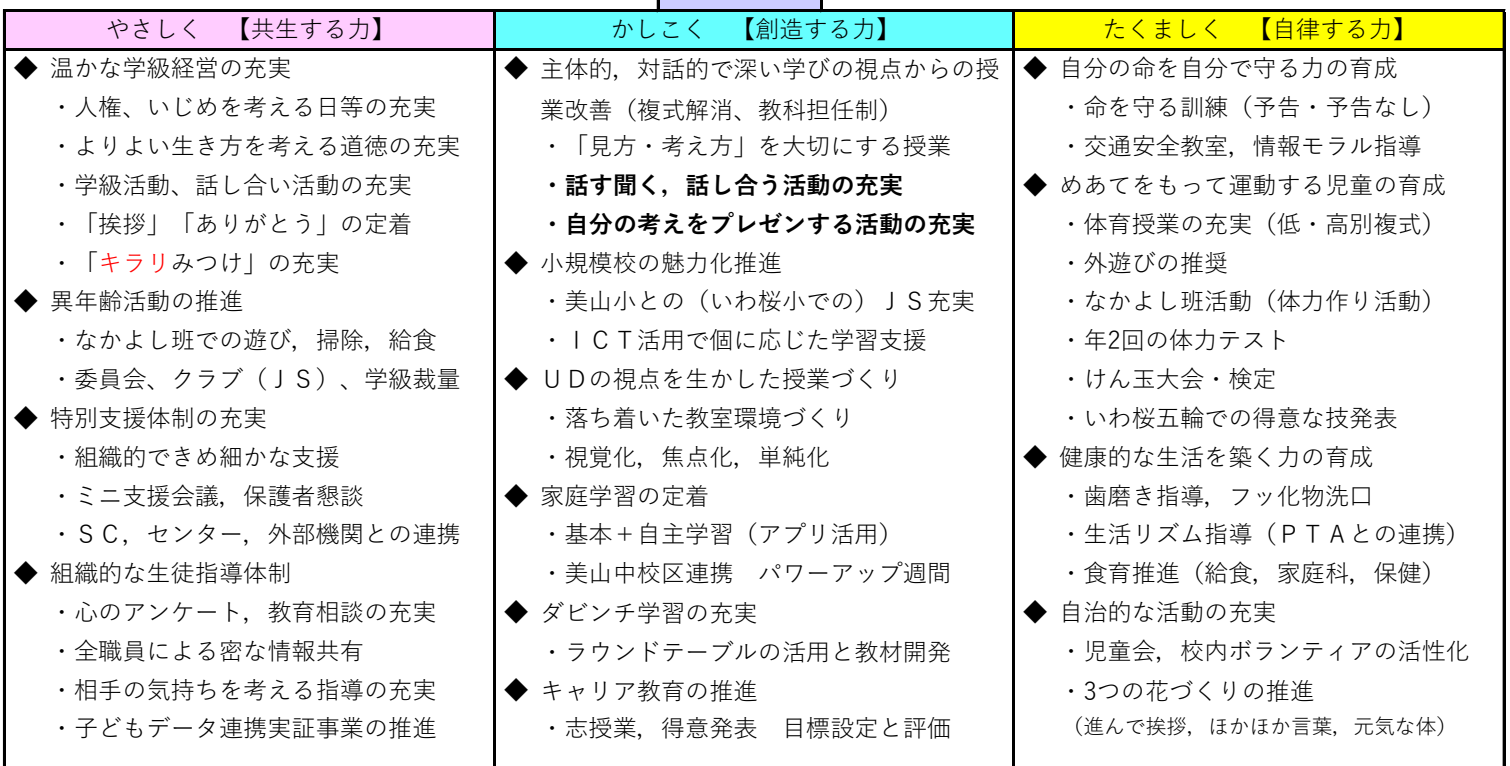 やさしく　【共生する力】
◆ 温かな学級経営の充実
・人権、いじめを考える日等の充実
・よりよい生き方を考える道徳の充実
・学級活動、話し合い活動の充実
・「挨拶」「ありがとう」の定着
・「キラリみつけ」の充実
◆ 異年齢活動の推進
・なかよし班での遊び，掃除，給食
・委員会、クラブ（ＪＳ）、学級裁量
◆ 特別支援体制の充実
・組織的できめ細かな支援
・ミニ支援会議，保護者懇談
・ＳＣ，センター，外部機関との連携
◆ 組織的な生徒指導体制
・心のアンケート，教育相談の充実
・全職員による密な情報共有
・相手の気持ちを考える指導の充実
・子どもデータ連携実証事業の推進
かしこく　【創造する力】
◆ 主体的，対話的で深い学びの視点からの授
業改善（複式解消、教科担任制）
・「見方・考え方」を大切にする授業
・話す聞く，話し合う活動の充実
・自分の考えをプレゼンする活動の充実
◆ 小規模校の魅力化推進
・美山小との（いわ桜小での）ＪＳ充実
・ＩＣＴ活用で個に応じた学習支援
◆ ＵＤの視点を生かした授業づくり
・落ち着いた教室環境づくり
・視覚化，焦点化，単純化
◆ 家庭学習の定着
・基本＋自主学習（アプリ活用）
・美山中校区連携　パワーアップ週間
◆ ダビンチ学習の充実
・ラウンドテーブルの活用と教材開発
◆ キャリア教育の推進
・志授業，得意発表　目標設定と評価
たくましく　【自律する力】
◆ 自分の命を自分で守る力の育成
・命を守る訓練（予告・予告なし）
・交通安全教室，情報モラル指導
◆ めあてをもって運動する児童の育成
・体育授業の充実（低・高別複式）
・外遊びの推奨
・なかよし班活動（体力作り活動）
・年2回の体力テスト
・けん玉大会・検定
・いわ桜五輪での得意な技発表
◆ 健康的な生活を築く力の育成
・歯磨き指導，フッ化物洗口
・生活リズム指導（ＰＴＡとの連携）
・食育推進（給食，家庭科，保健）
◆ 自治的な活動の充実
・児童会，校内ボランティアの活性化
・3つの花づくりの推進
（進んで挨拶，ほかほか言葉，元気な体）